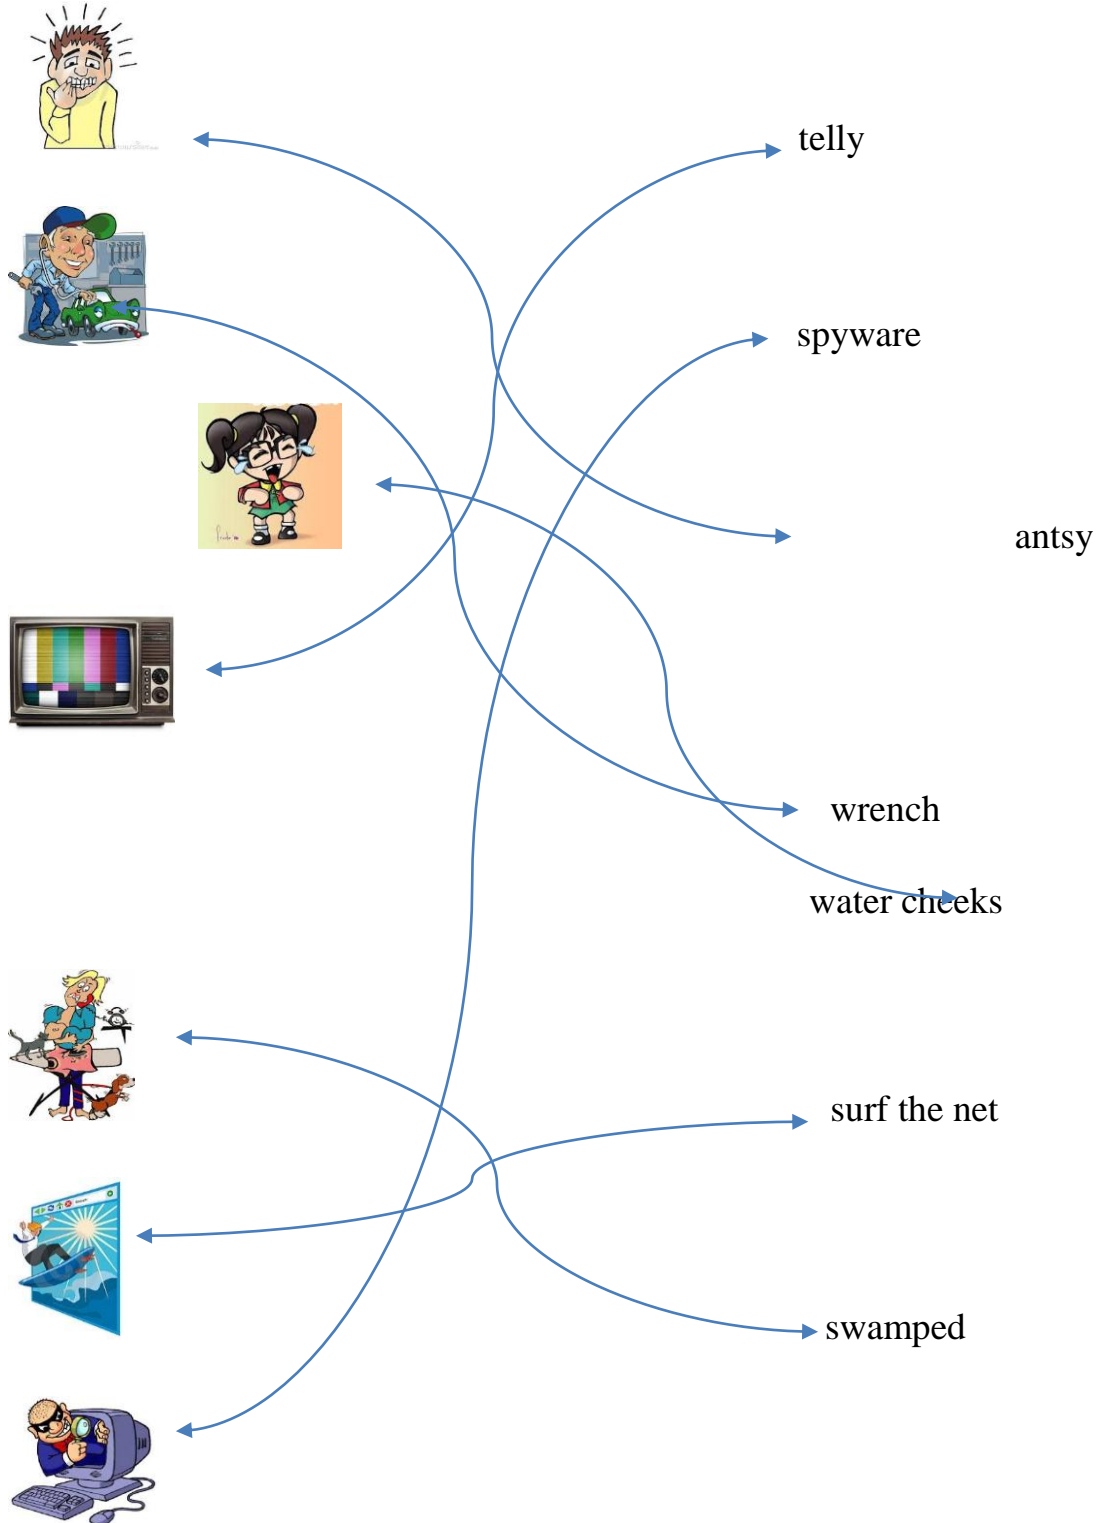 telly
spyware
antsy
wrench
water cheeks
surf the net
swamped